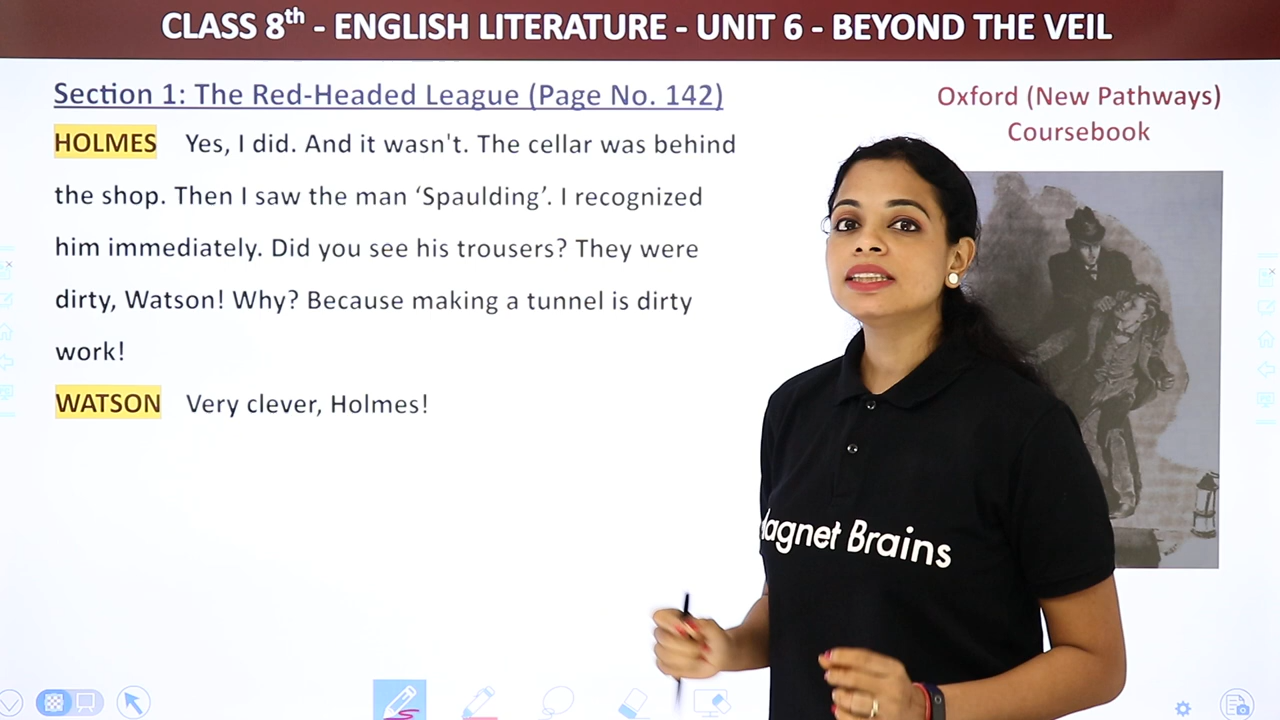 CLASS 8th - ENGLISH LITERATURE - UNIT 6 - BEYOND THE VEIL
Section 1: The Red-Headed League (Page No. 142)
Oxford (New Pathways)
Coursebook
HOLMES Yes, I did. And it wasn't. The cellar was behind
the shop. Then I saw the man ‘Spaulding’. I recognized
him immediately. Did you see his trousers? They were
dirty, Watson! Why? Because making a tunnel is dirty
work!
WATSON Very clever, Holmes!
Magnet Brains